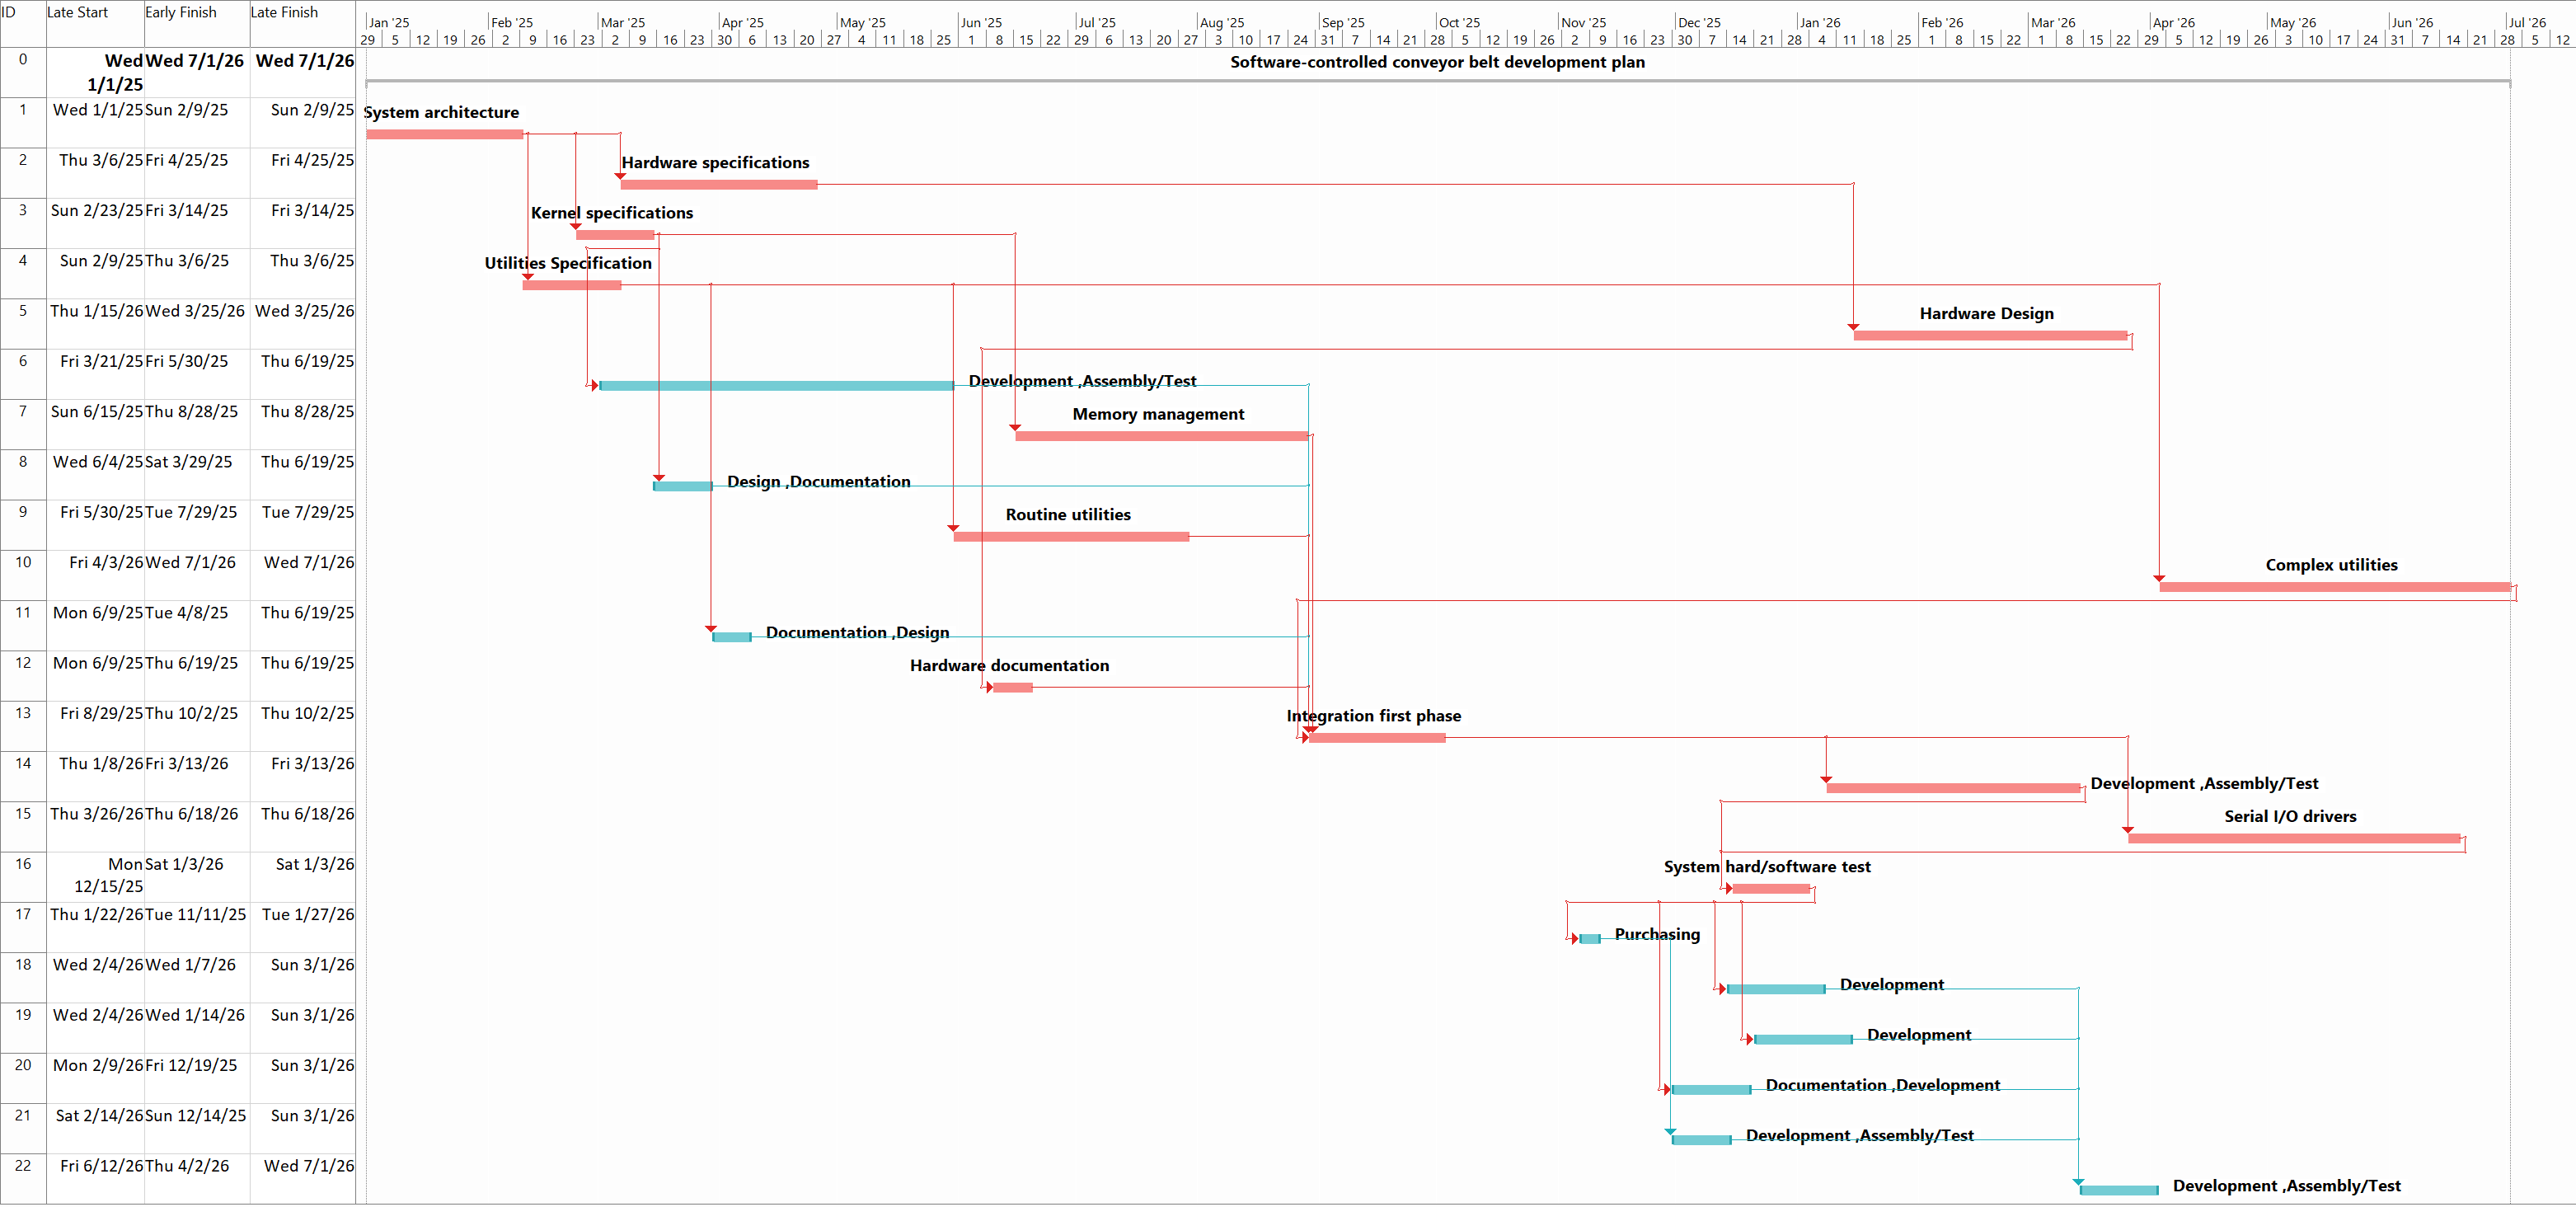 ID Late Start Early Finish Late Finish
Jan '25 Feb '25 Mar '25 Apr '25 May '25 Jun '25 Jul '25 Aug '25 Sep '25 Oct '25 Nov '25 Dec '25 Jan '26 Feb '26 Mar '26 Apr '26 May '26 Jun '26 Jul '26
29 5 12 19 26 2 9 16 23 2 9 16 23 30 6 13 20 27 4 11 18 25 1 8 15 22 29 6 13 20 27 3 10 17 24 31 7 14 21 28 5 12 19 26 2 9 16 23 30 7 14 21 28 4 11 18 25 1 8 15 22 1 8 15 22 29 5 12 19 26 3 10 17 24 31 7 14 21 28 5 12
0 Wed 1/1/25 Wed 7/1/26 Wed 7/1/26 Software-controlled conveyor belt development plan
1 Wed 1/1/25 Sun 2/9/25 Sun 2/9/25 System architecture
2 Thu 3/6/25 Fri 4/25/25 Fri 4/25/25 Hardware specifications
3 Sun 2/23/25 Fri 3/14/25 Fri 3/14/25 Kernel specifications
4 Sun 2/9/25 Thu 3/6/25 Thu 3/6/25 Utilities Specification
5 Thu 1/15/26 Wed 3/25/26 Wed 3/25/26 Hardware Design
6 Fri 3/21/25 Fri 5/30/25 Thu 6/19/25 Development ,Assembly/Test
7 Sun 6/15/25 Thu 8/28/25 Thu 8/28/25 Memory management
8 Wed 6/4/25 Sat 3/29/25 Thu 6/19/25 Design ,Documentation
9 Fri 5/30/25 Tue 7/29/25 Tue 7/29/25 Routine utilities
10 Fri 4/3/26 Wed 7/1/26 Wed 7/1/26 Complex utilities
11 Mon 6/9/25 Tue 4/8/25 Thu 6/19/25 Documentation ,Design
12 Mon 6/9/25 Thu 6/19/25 Thu 6/19/25 Hardware documentation
13 Fri 8/29/25 Thu 10/2/25 Thu 10/2/25 Integration first phase
14 Thu 1/8/26 Fri 3/13/26 Fri 3/13/26 Development ,Assembly/Test
15 Thu 3/26/26 Thu 6/18/26 Thu 6/18/26 Serial I/O drivers
16 Mon 12/15/25 Sat 1/3/26 Sat 1/3/26 System hard/software test
17 Thu 1/22/26 Tue 11/11/25 Tue 1/27/26 Purchasing
18 Wed 2/4/26 Wed 1/7/26 Sun 3/1/26 Development
19 Wed 2/4/26 Wed 1/14/26 Sun 3/1/26 Development
20 Mon 2/9/26 Fri 12/19/25 Sun 3/1/26 Documentation ,Development
21 Sat 2/14/26 Sun 12/14/25 Sun 3/1/26 Development ,Assembly/Test
22 Fri 6/12/26 Thu 4/2/26 Wed 7/1/26 Development ,Assembly/Test